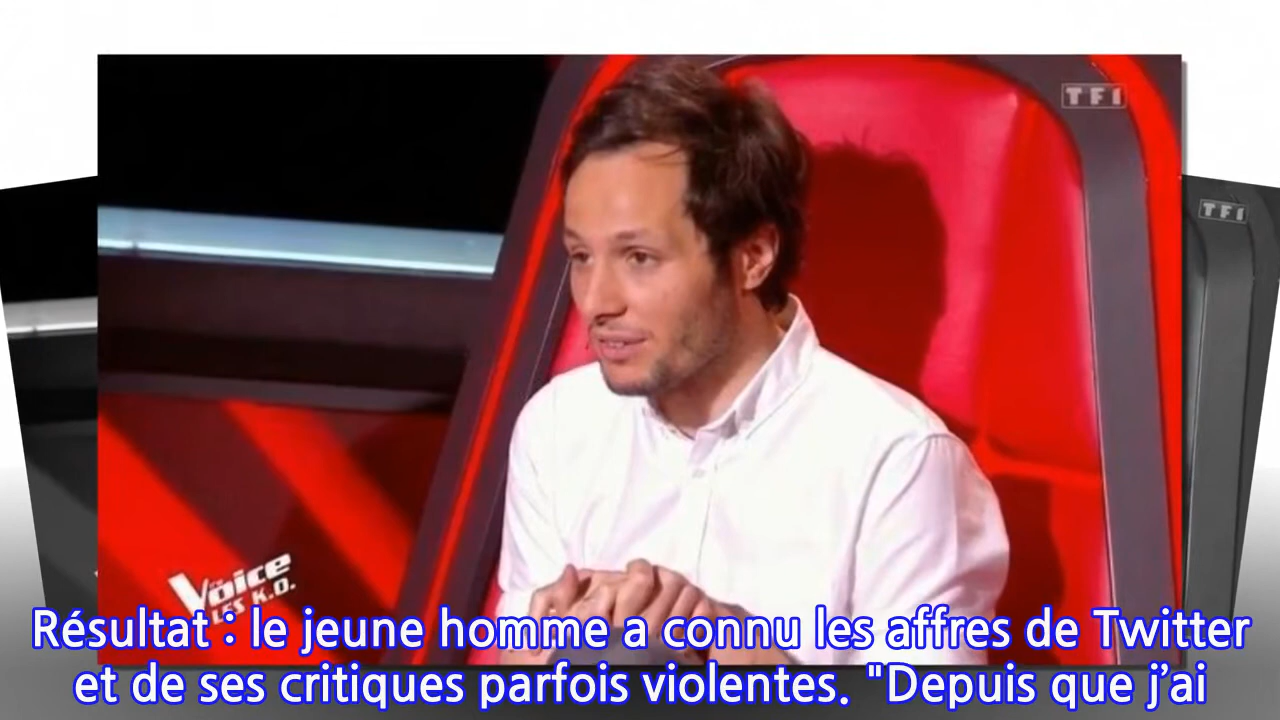 TF1
TF1
The Voice
LES K.O.
Résultat : le jeune homme a connu les affres de Twitter
et de ses critiques parfois violentes. "Depuis que j’ai